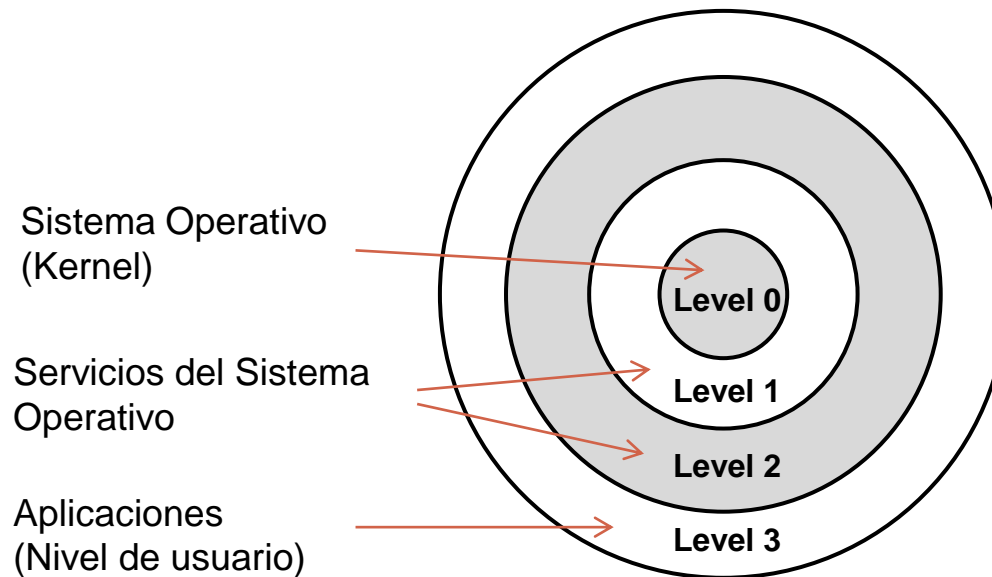 Sistema Operativo
(Kernel)
Level 0
Servicios del Sistema
Operativo
Level 1
Level 2
Aplicaciones
(Nivel de usuario)
Level 3